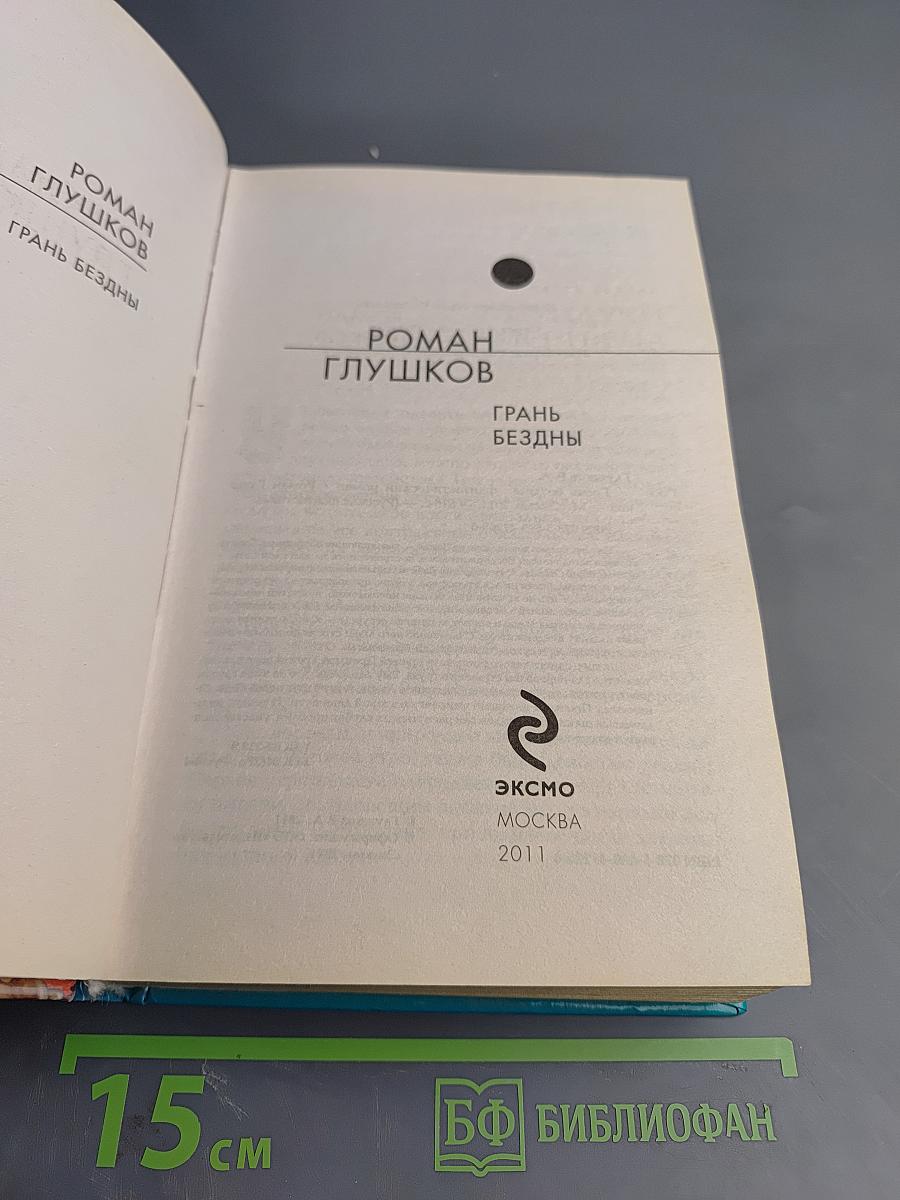 РОМАН
ГЛУШКОВ
ГРАНЬ БЕЗДНЫ
РОМАН
ГЛУШКОВ
ГРАНЬ
БЕЗДНЫ
ЭКСМО
МОСКВА
2011
15 см
БФ БИБЛИОФАН